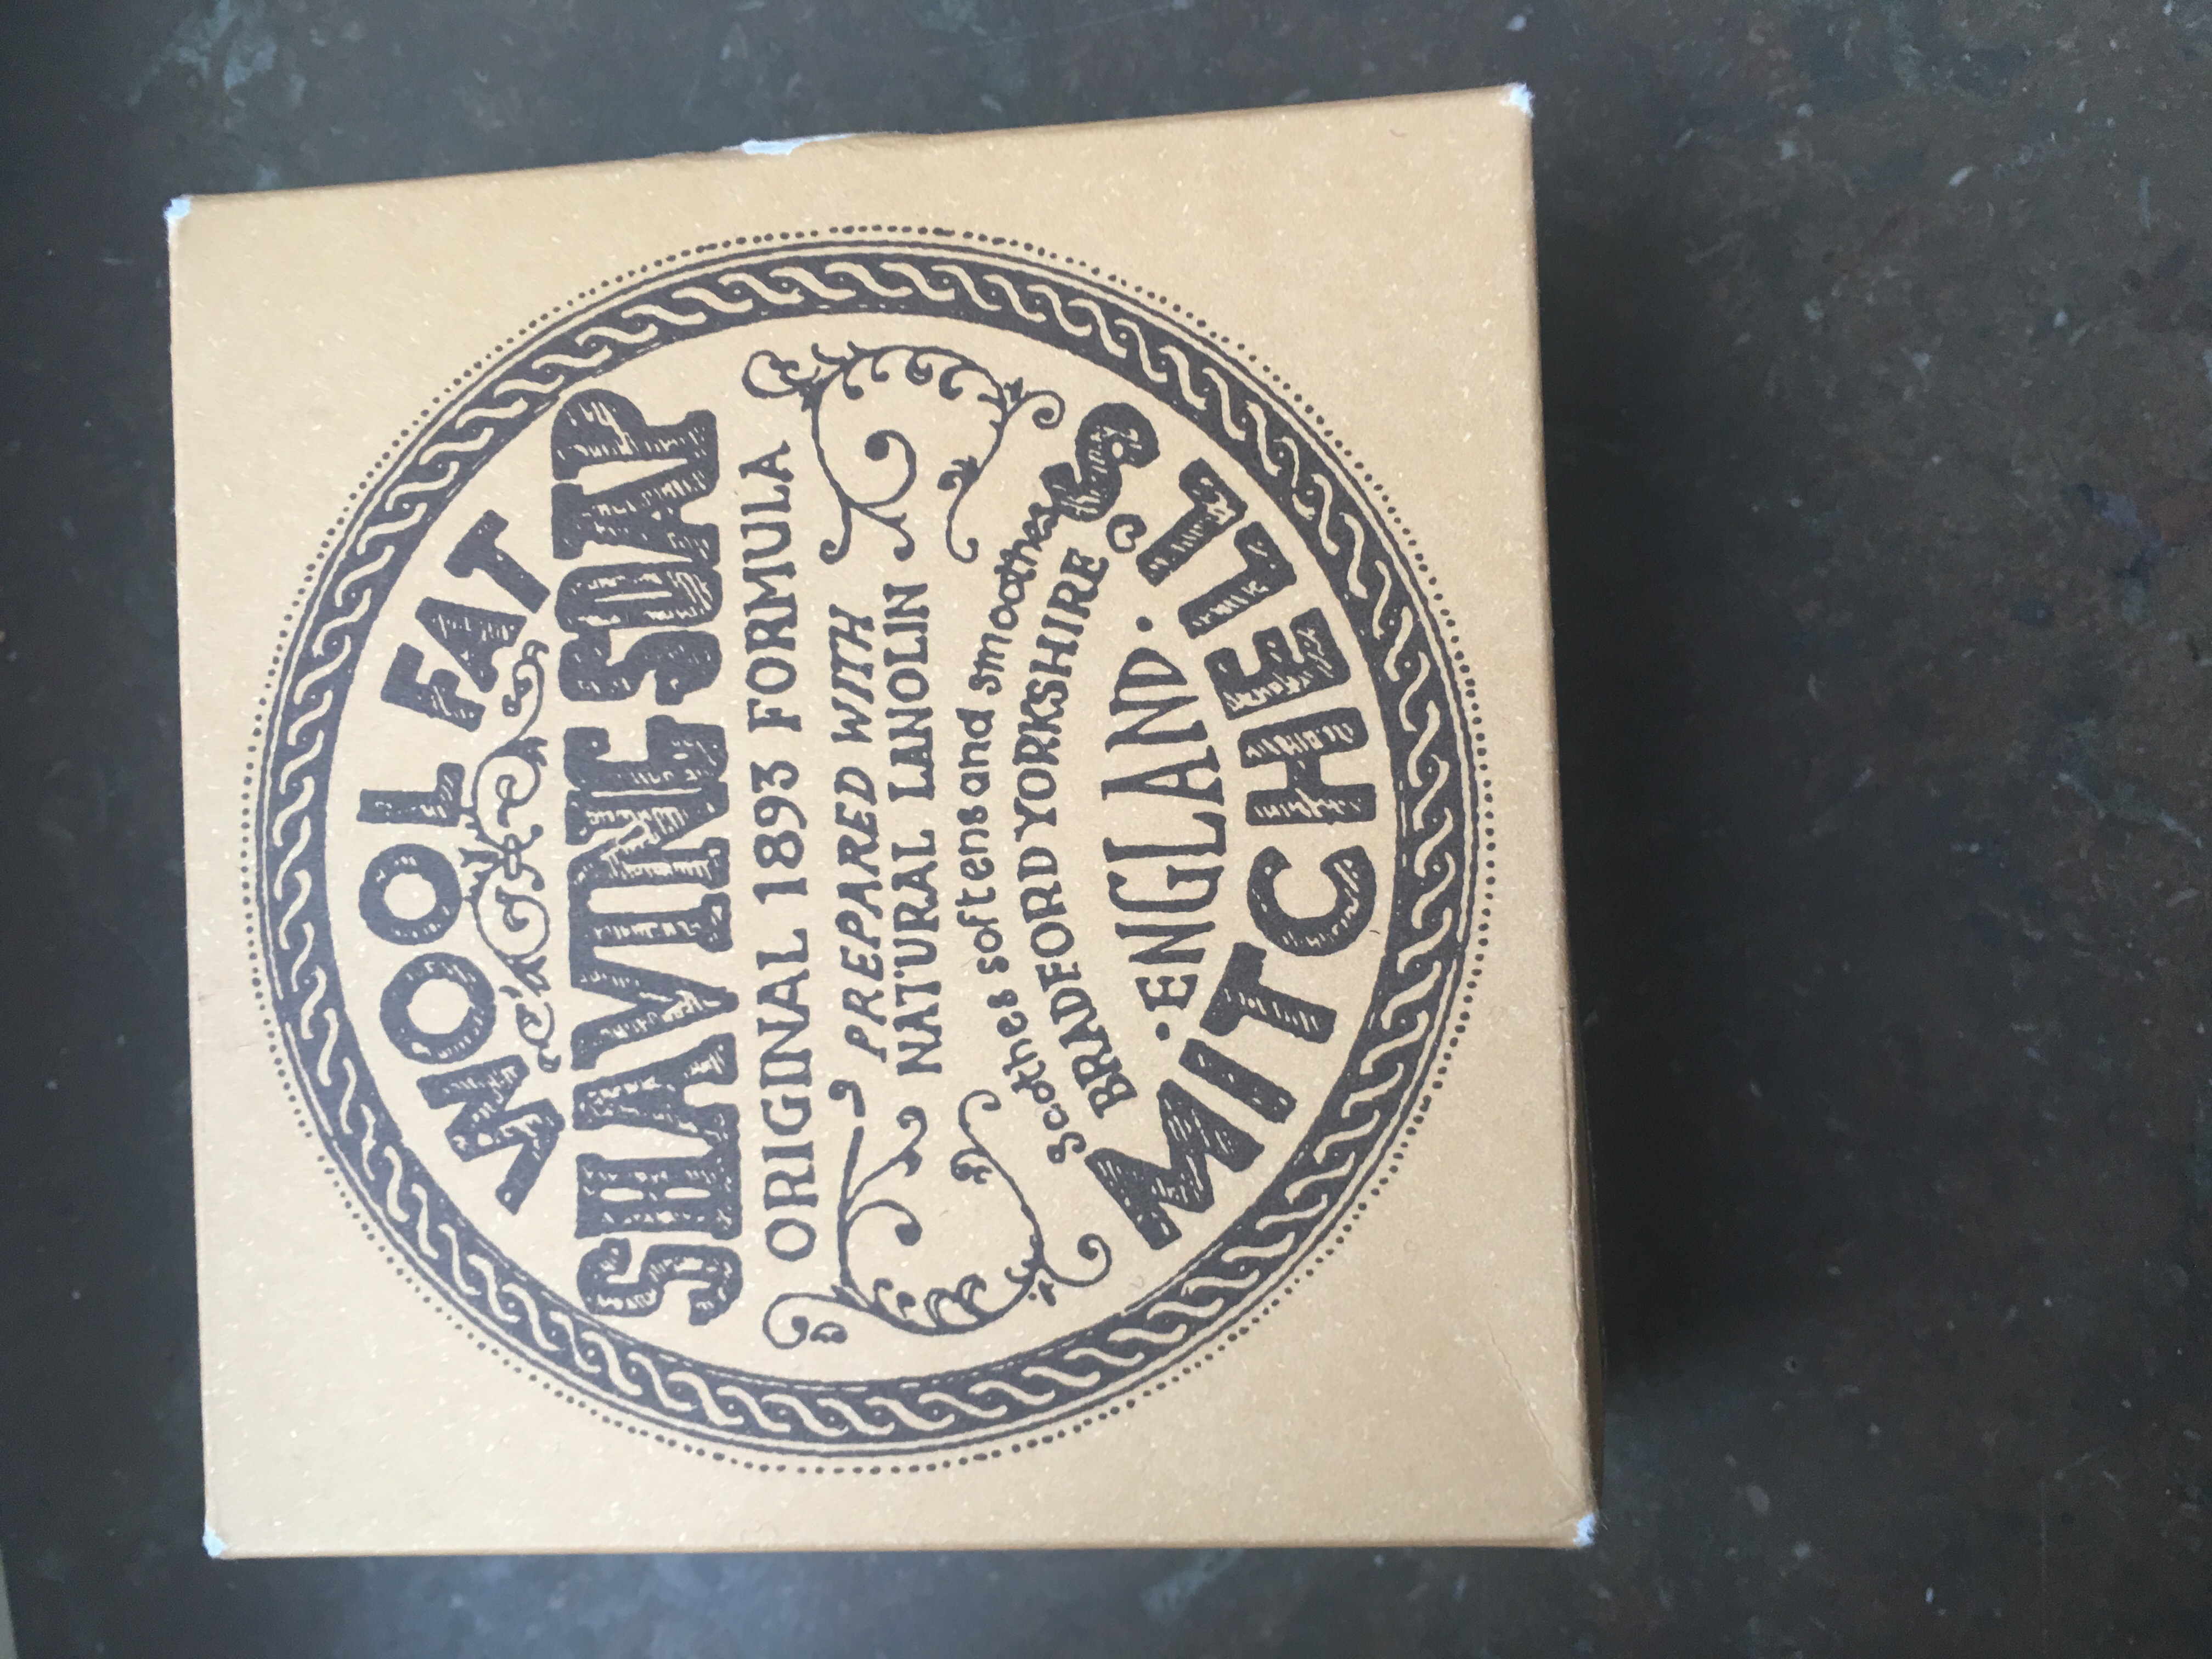 WOOL FAT
SHAVING SOAP
ORIGINAL 1893 FORMULA
PREPARED WITH
NATURAL LANOLIN
Soothes softens and smoothes
BRADFORD YORKSHIRE
·ENGLAND·
MITCHELL'S